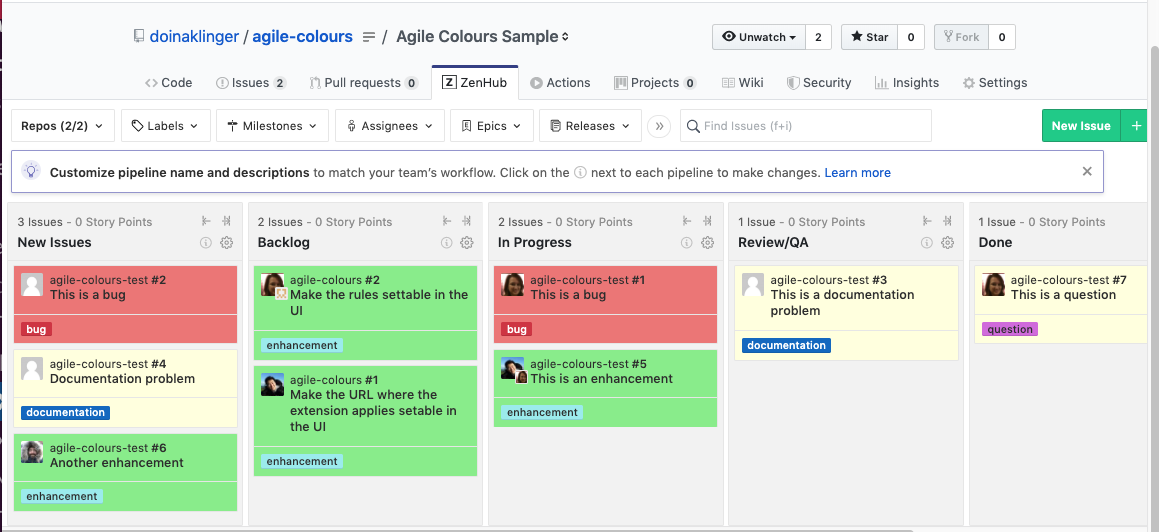 doinaklinger / agile-colours / Agile Colours Sample
Unwatch 2 Star 0 Fork 0
Code Issues 2 Pull requests 0 ZenHub Actions Projects 0 Wiki Security Insights Settings
Repos (2/2) Labels Milestones Assignees Epics Releases » Find Issues (f+i) New Issue +
Customize pipeline name and descriptions to match your team's workflow. Click on the ⓘ next to each pipeline to make changes. Learn more
3 Issues - 0 Story Points
New Issues
agile-colours-test #2
This is a bug
bug
agile-colours-test #4
Documentation problem
documentation
agile-colours-test #6
Another enhancement
enhancement
2 Issues - 0 Story Points
Backlog
agile-colours #2
Make the rules settable in the
UI
enhancement
agile-colours #1
Make the URL where the
extension applies setable in
the UI
enhancement
2 Issues - 0 Story Points
In Progress
agile-colours-test #1
This is a bug
bug
agile-colours-test #5
This is an enhancement
enhancement
1 Issue - 0 Story Points
Review/QA
agile-colours-test #3
This is a documentation
problem
documentation
1 Issue - 0 Story Points
Done
agile-colours-test #7
This is a question
question